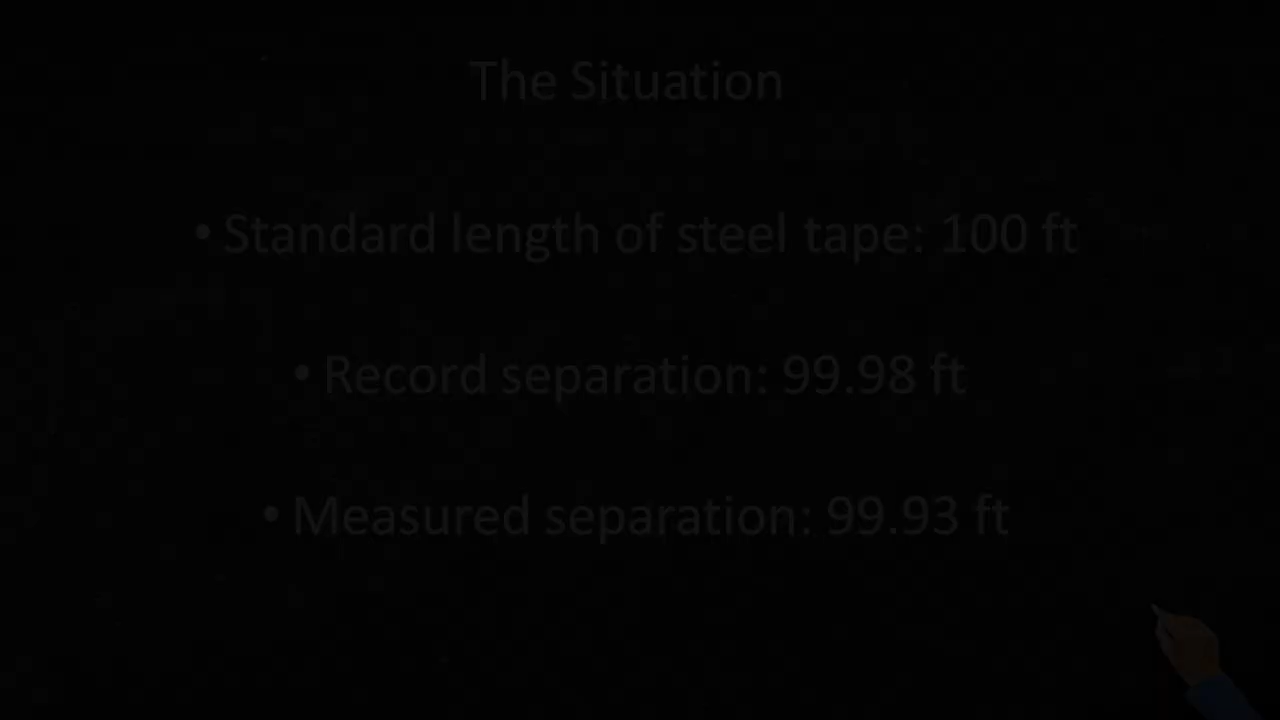 The Situation
• Standard length of steel tape: 100 ft
• Record separation: 99.98 ft
• Measured separation: 99.93 ft